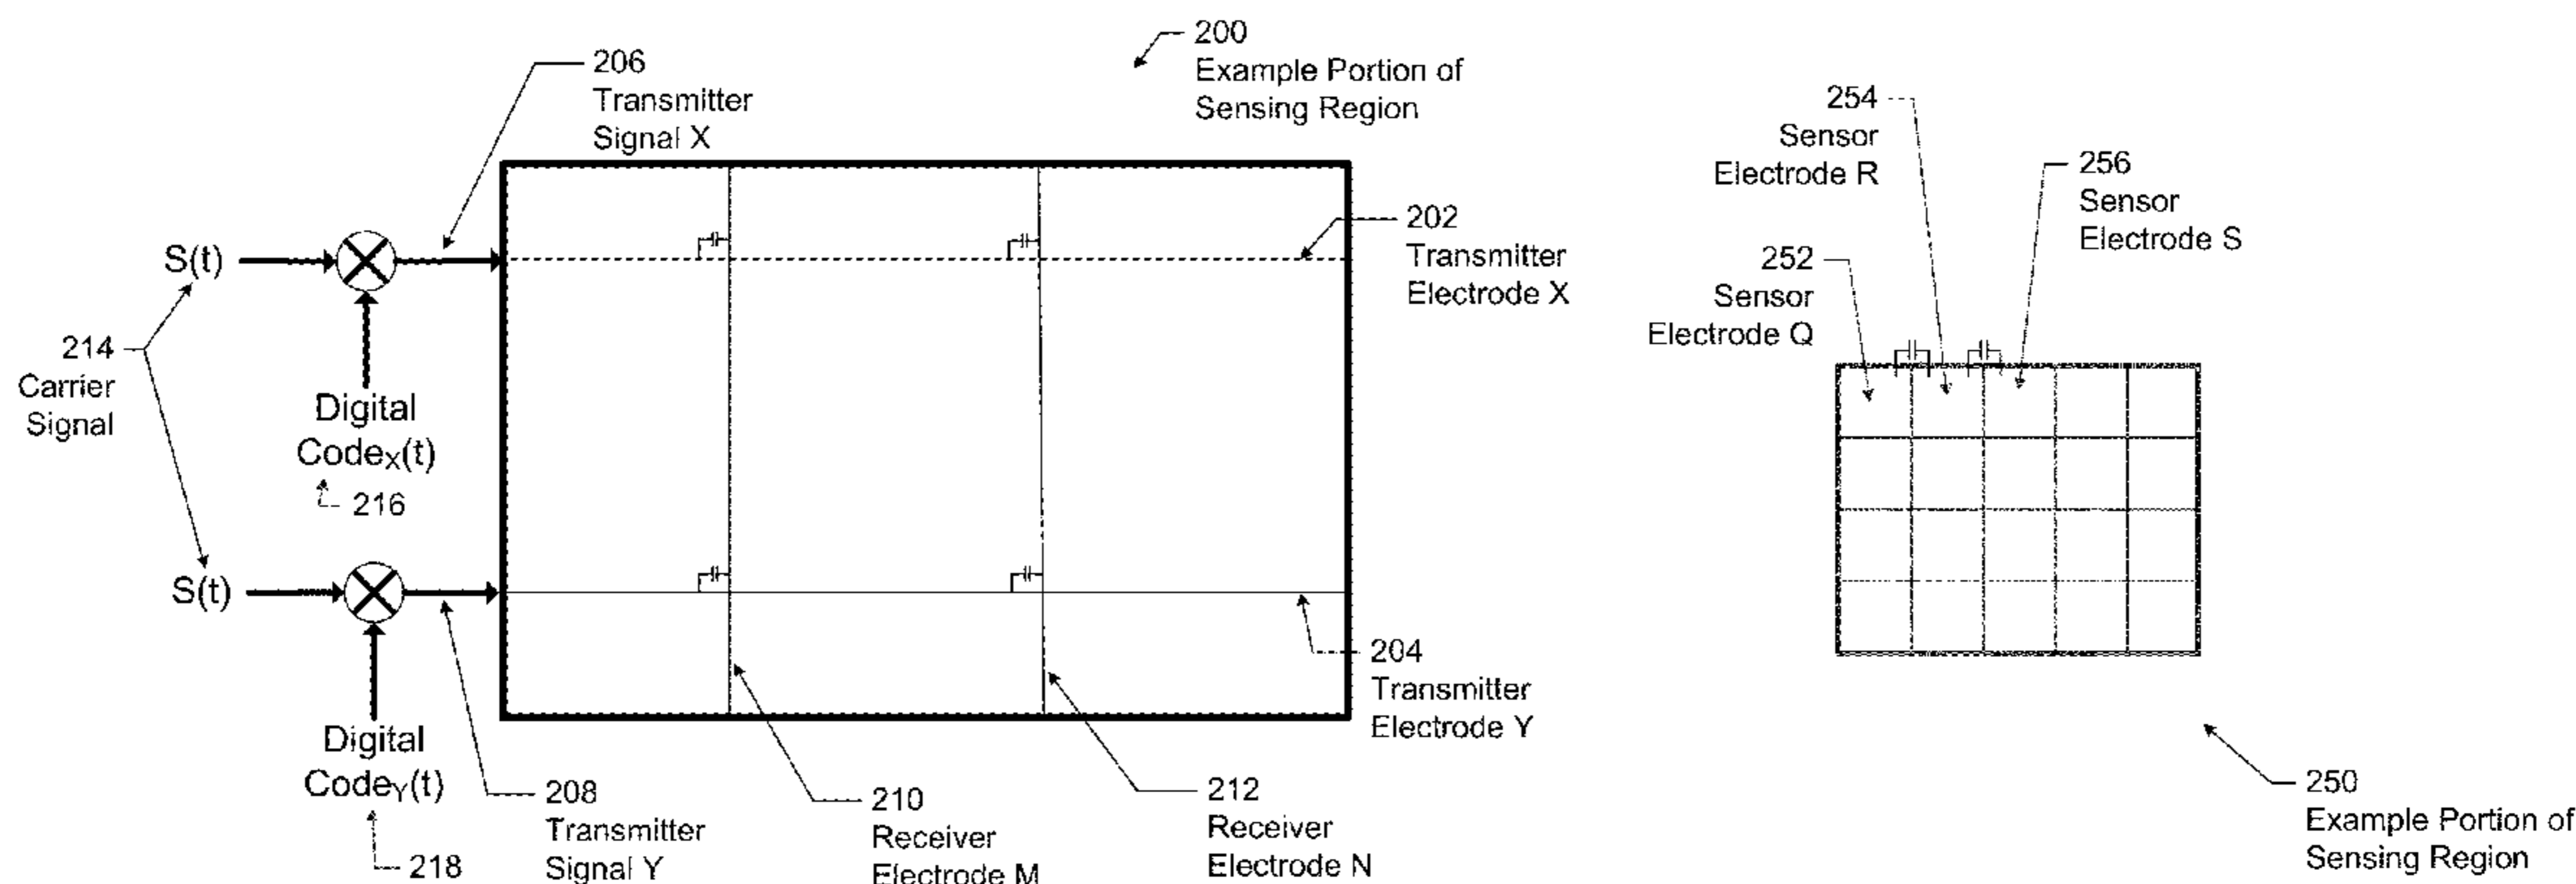 200
Example Portion of
Sensing Region
206
Transmitter
Signal X
254
Sensor
Electrode R
256
Sensor
Electrode S
202
Transmitter
Electrode X
252
Sensor
Electrode Q
S(t)
214
Carrier
Signal
Digital
CodeX(t)
216
S(t)
204
Transmitter
Electrode Y
Digital
CodeY(t)
218
208
Transmitter
Signal Y
210
Receiver
Electrode M
212
Receiver
Electrode N
250
Example Portion of
Sensing Region